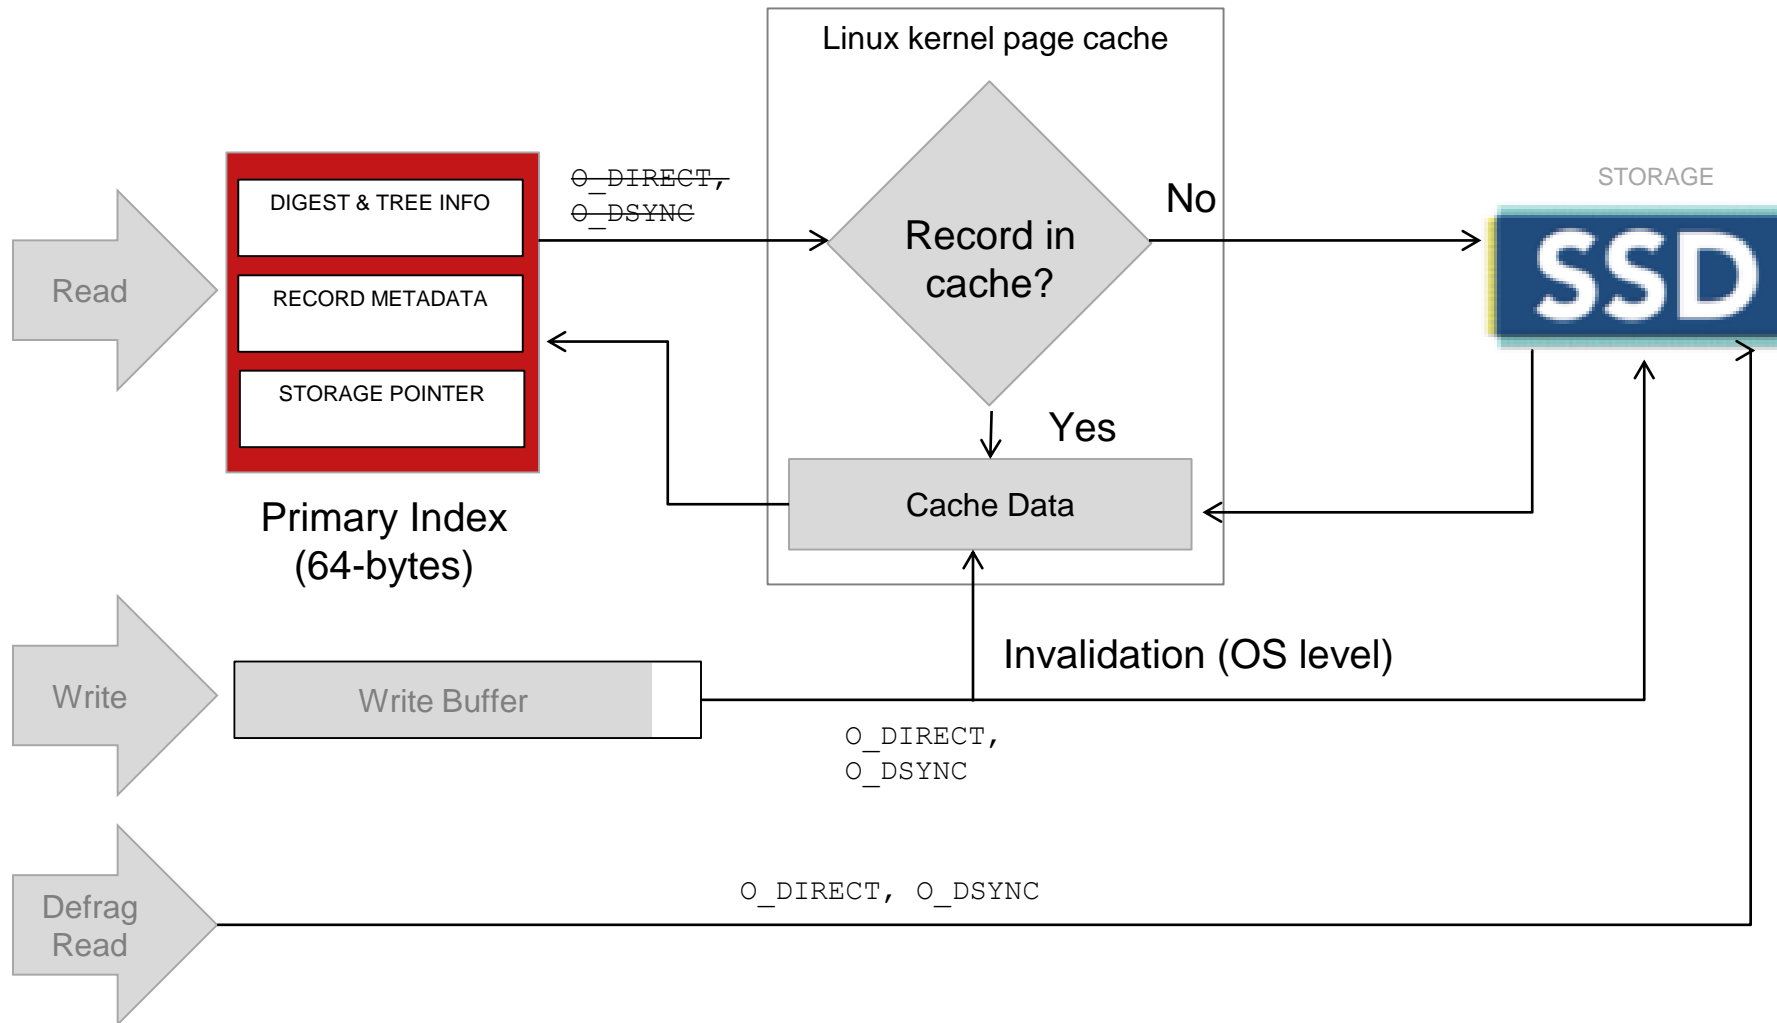 Linux kernel page cache
DIGEST & TREE INFO
RECORD METADATA
STORAGE POINTER
O_DIRECT,
O_DSYNC
Read
Record in
cache?
No
STORAGE
SSD
Yes
Cache Data
Primary Index
(64-bytes)
Invalidation (OS level)
Write
Write Buffer
O_DIRECT,
O_DSYNC
O_DIRECT, O_DSYNC
Defrag
Read